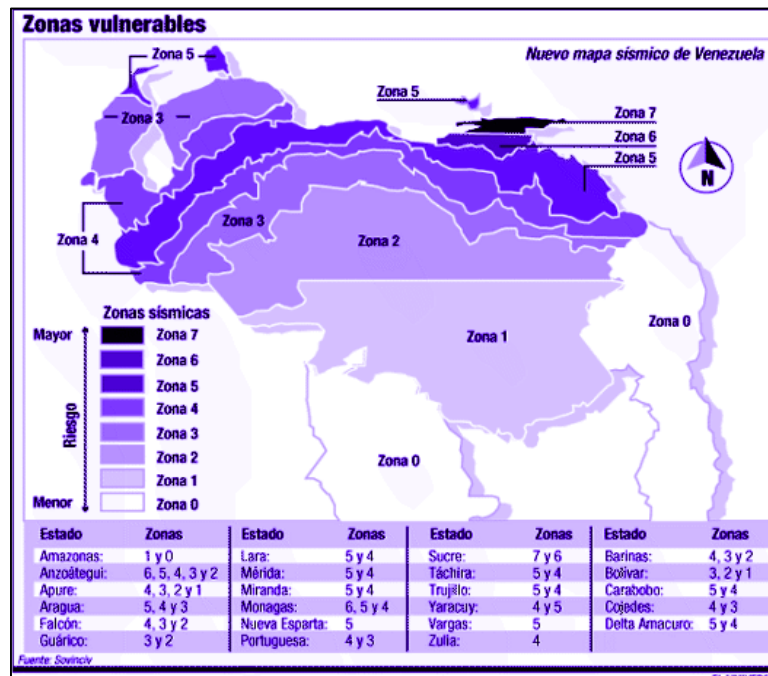 Zonas vulnerables
Nuevo mapa sísmico de Venezuela
Zona 5
Zona 3
Zona 5
Zona 7
Zona 6
Zona 5
N
Zona 4
Zona 3
Zona 2
Zona 1
Zona 0
Zona 0
Zonas sísmicas
Mayor
Riesgo
Menor
Zona 7
Zona 6
Zona 5
Zona 4
Zona 3
Zona 2
Zona 1
Zona 0
Estado Zonas
Amazonas: 1 y 0
Anzoátegui: 6, 5, 4, 3 y 2
Apure: 4, 3, 2 y 1
Aragua: 5, 4 y 3
Falcón: 4, 3 y 2
Guárico: 3 y 2
Estado Zonas
Lara: 5 y 4
Mérida: 5 y 4
Miranda: 5 y 4
Monagas: 6, 5 y 4
Nueva Esparta: 5
Portuguesa: 4 y 3
Estado Zonas
Sucre: 7 y 6
Táchira: 5 y 4
Trujillo: 5 y 4
Yaracuy: 4 y 5
Vargas: 5
Zulia: 4
Estado Zonas
Barinas: 4, 3 y 2
Bolívar: 3, 2 y 1
Carabobo: 5 y 4
Cojedes: 4 y 3
Delta Amacuro: 5 y 4
Fuente: Sovinciv